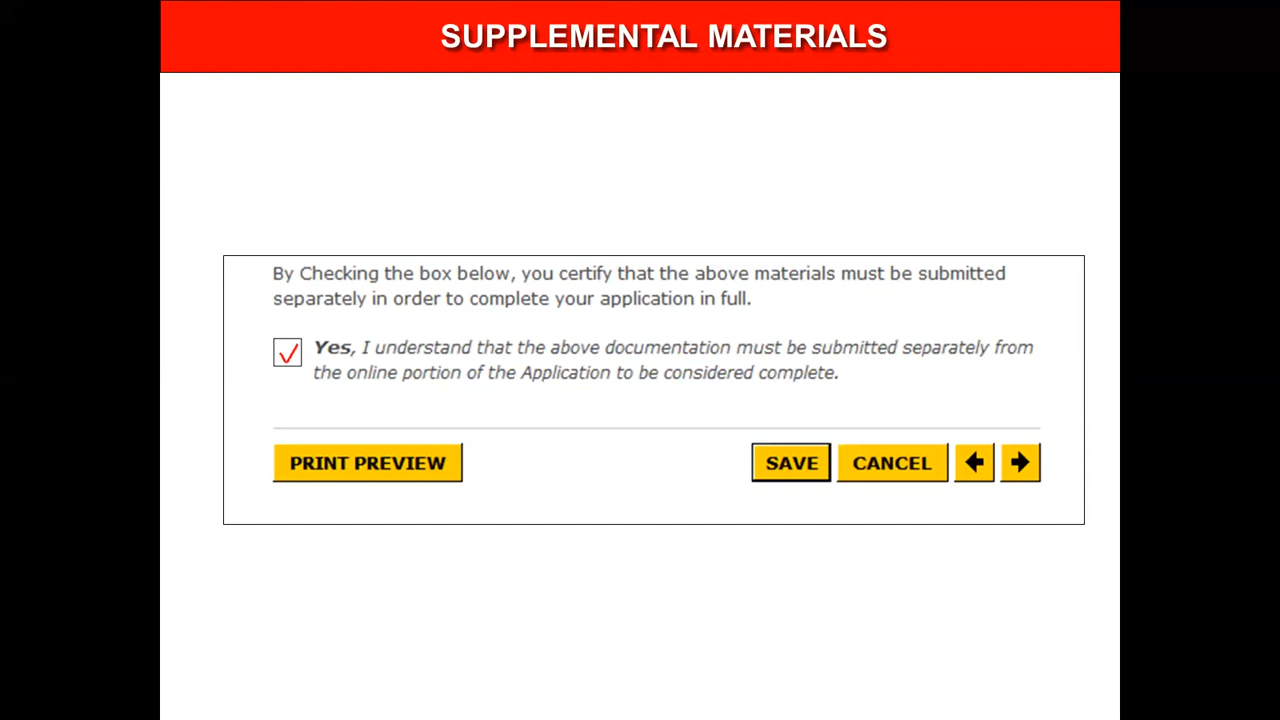 SUPPLEMENTAL MATERIALS
By Checking the box below, you certify that the above materials must be submitted
separately in order to complete your application in full.
Yes, I understand that the above documentation must be submitted separately from
the online portion of the Application to be considered complete.
PRINT PREVIEW SAVE CANCEL